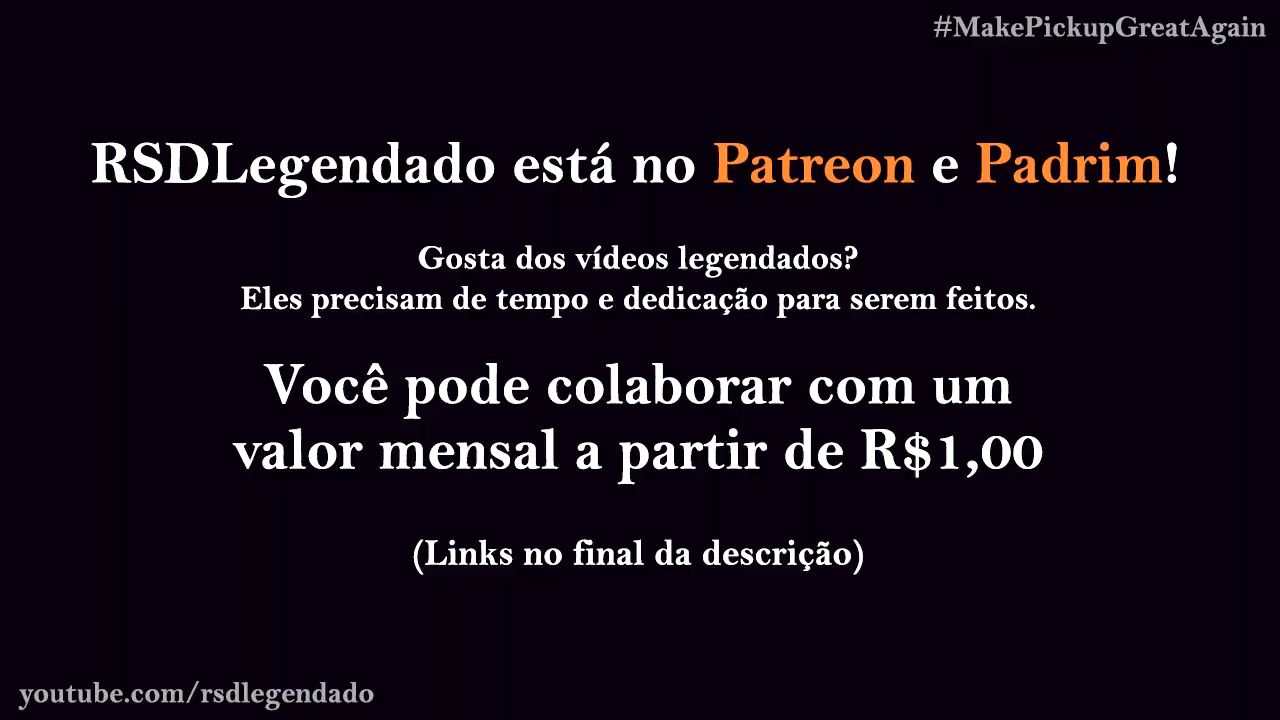 #MakePickupGreatAgain
RSDLegendado está no Patreon e Padrim!
Gosta dos vídeos legendados?
Eles precisam de tempo e dedicação para serem feitos.
Você pode colaborar com um
valor mensal a partir de R$1,00
(Links no final da descrição)
youtube.com/rsdlegendado